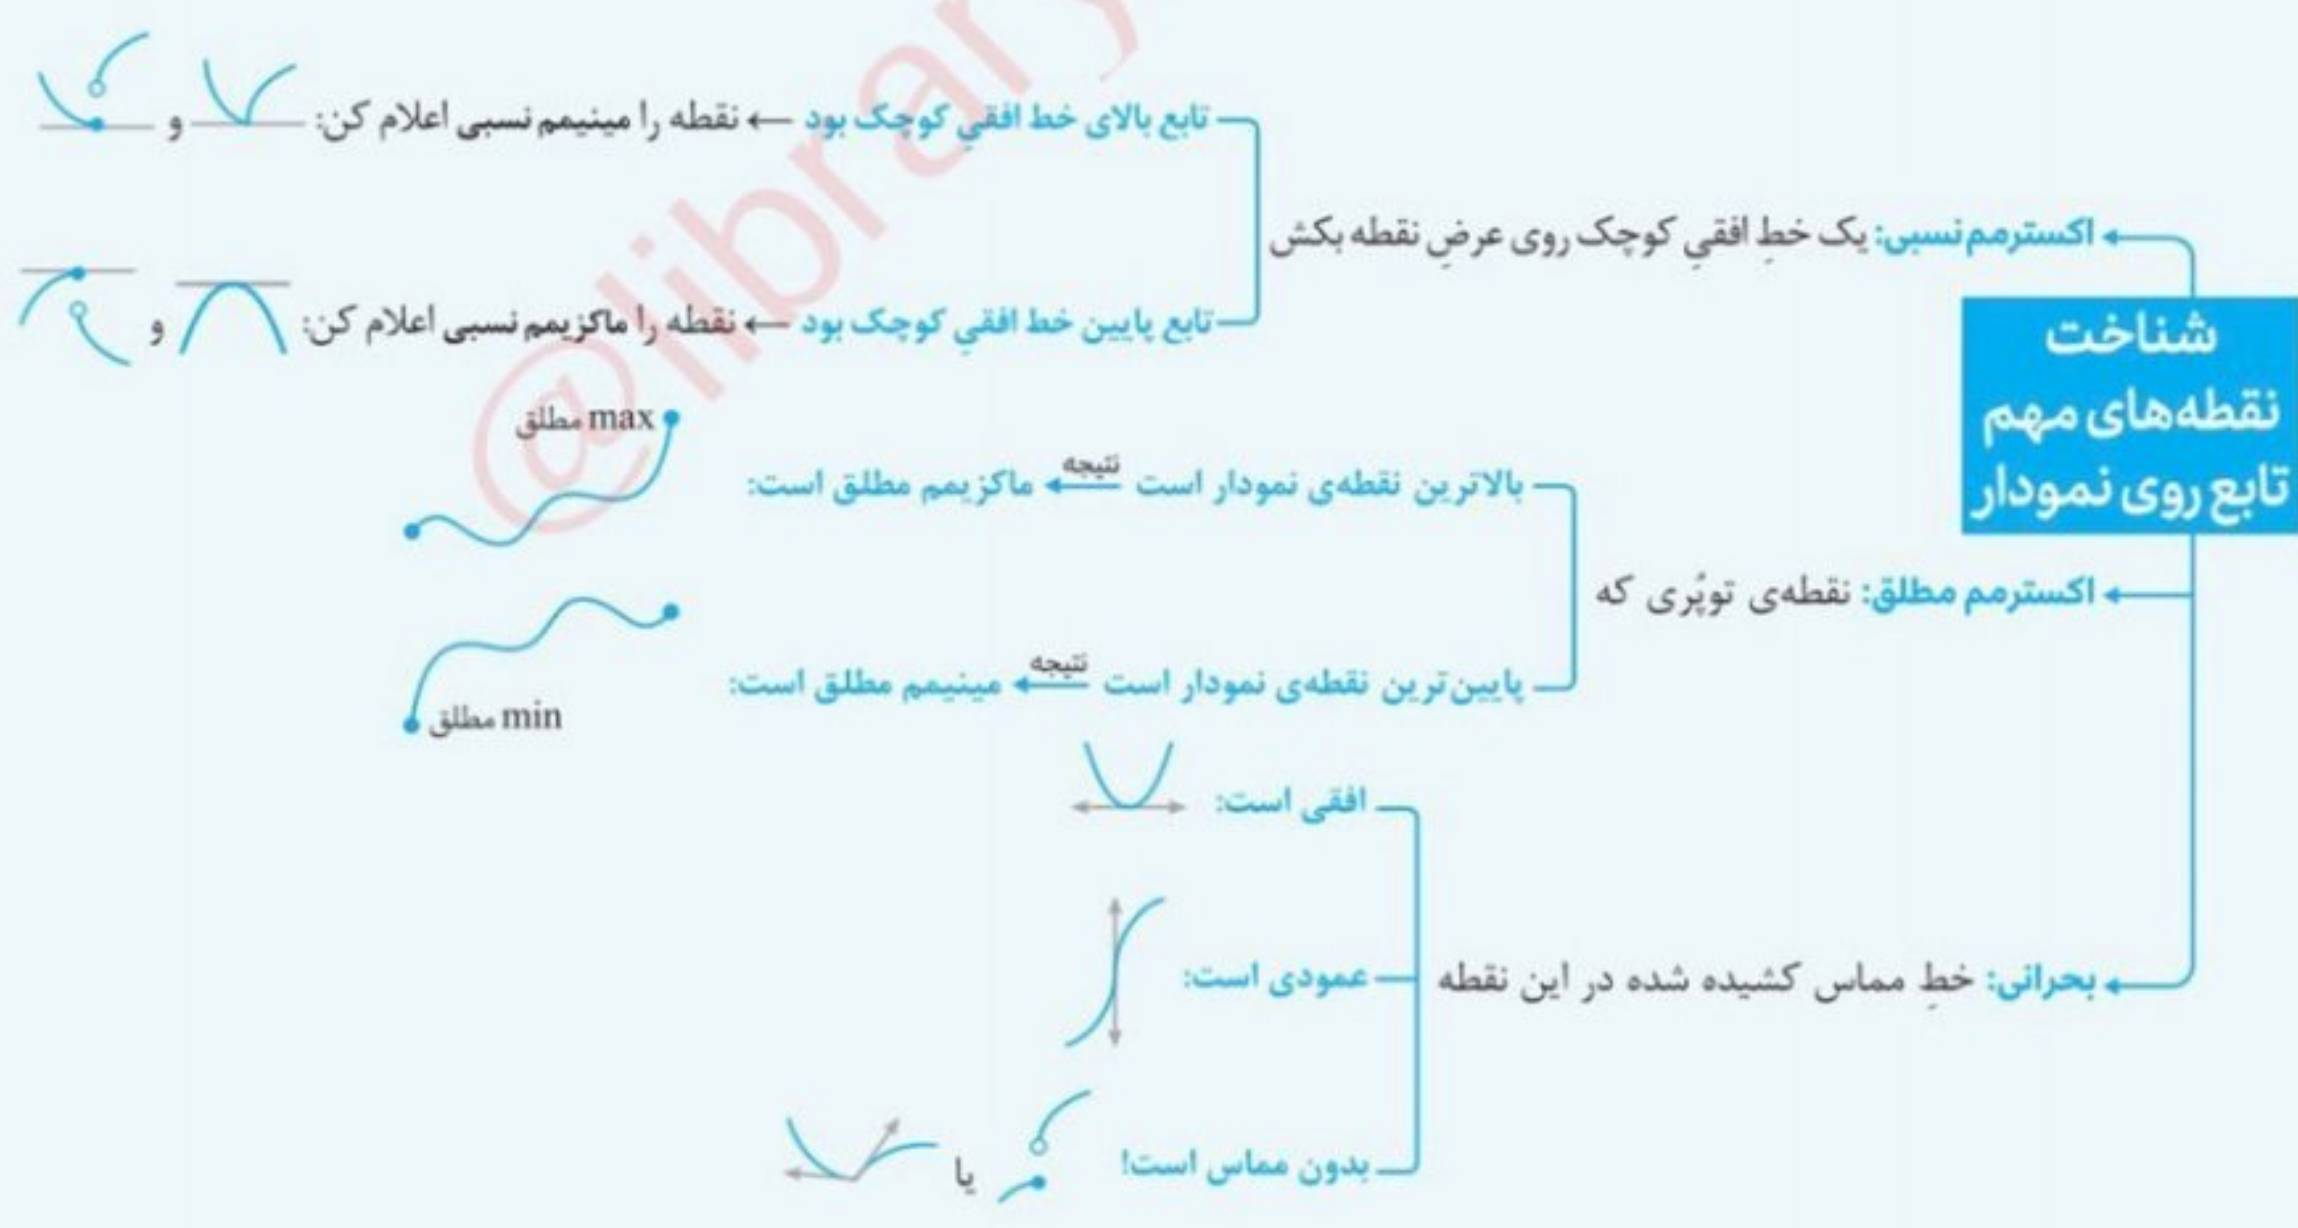 شناخت
نقطه‌های مهم
تابع روی نمودار
اکسترمم نسبی: یک خطِ افقیِ کوچک روی عرضِ نقطه بکش
تابع بالای خط افقیِ کوچک بود ← نقطه را مینیمم نسبی اعلام کن: و
تابع پایین خط افقیِ کوچک بود ← نقطه را ماکزیمم نسبی اعلام کن: و
اکسترمم مطلق: نقطه‌ی توپُری که
بالاترین نقطه‌ی نمودار است نتیجه ← ماکزیمم مطلق است:
max مطلق
پایین‌ترین نقطه‌ی نمودار است نتیجه ← مینیمم مطلق است:
min مطلق
بحرانی: خطِ مماس کشیده شده در این نقطه
افقی است:
عمودی است:
بدون مماس است! یا
@library